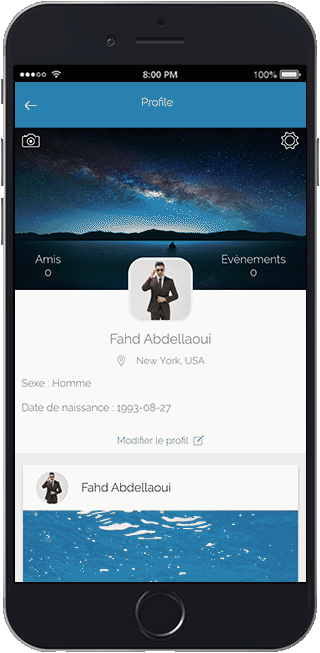 8:00 PM 100%
Profile
Amis Evènements
0 0
Fahd Abdellaoui
New York, USA
Sexe : Homme
Date de naissance : 1993-08-27
Modifier le profil
Fahd Abdellaoui